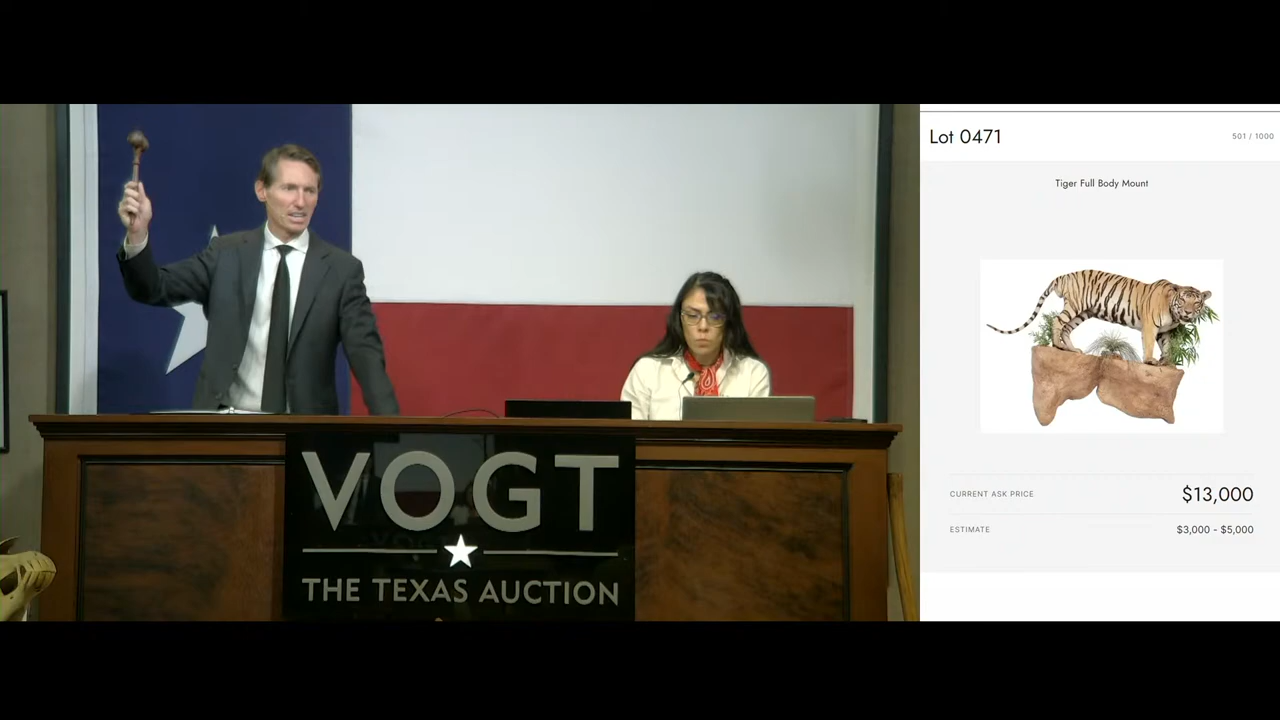 VOGT
THE TEXAS AUCTION
Lot 0471
501 / 1000
Tiger Full Body Mount
CURRENT ASK PRICE
$13,000
ESTIMATE
$3,000 - $5,000